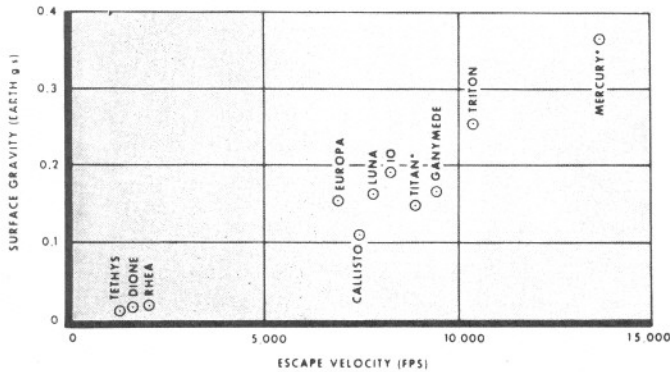 0.4
0.3
0.2
0.1
0
SURFACE GRAVITY (EARTH g s)
TETHYS
DIONE
RHEA
EUROPA
CALLISTO
LUNA
IO
TITAN*
GANYMEDE
TRITON
MERCURY*
0
5 000
10 000
15.000
ESCAPE VELOCITY (FPS)